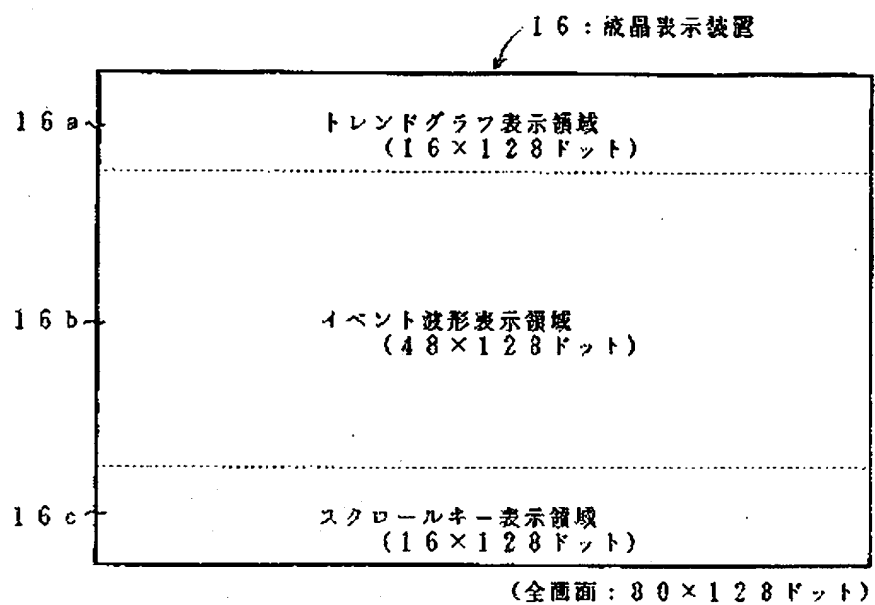 16:液晶表示装置
16a
トレンドグラフ表示領域
(16×128ドット)
16b
イベント波形表示領域
(48×128ドット)
16c
スクロールキー表示領域
(16×128ドット)
(全画面:80×128ドット)